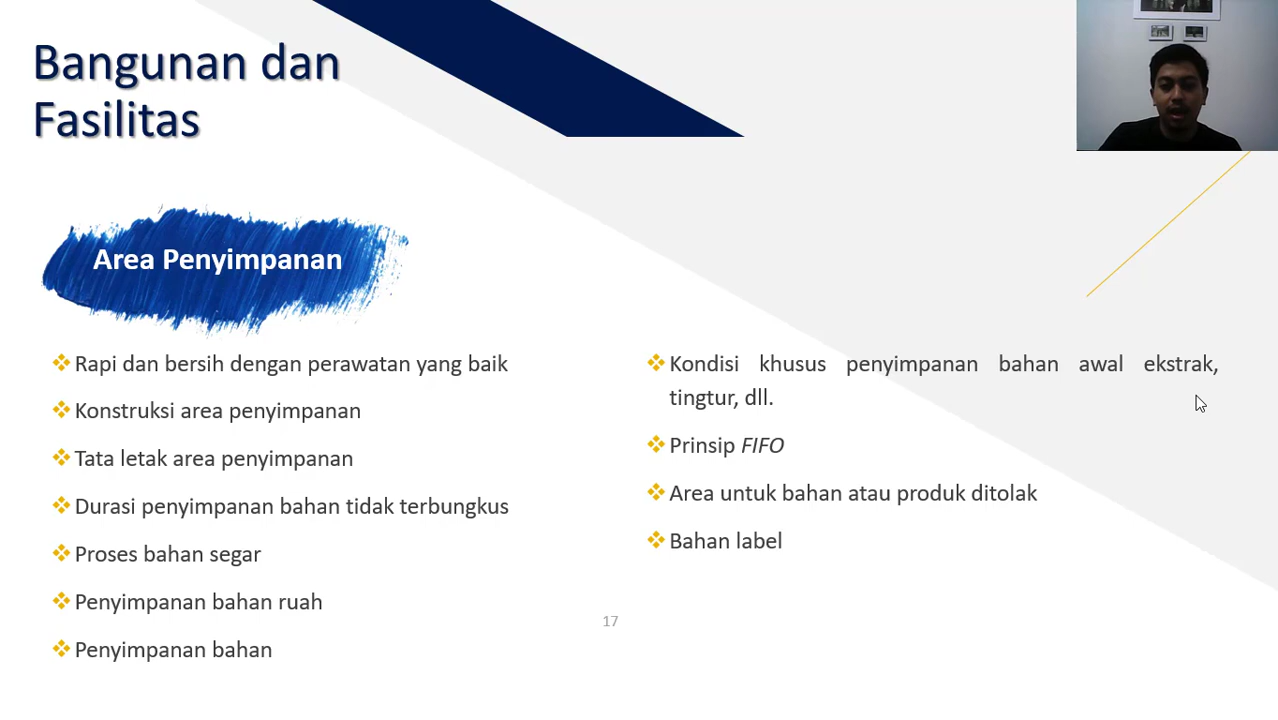 Bangunan dan
Fasilitas
Area Penyimpanan
Rapi dan bersih dengan perawatan yang baik
Konstruksi area penyimpanan
Tata letak area penyimpanan
Durasi penyimpanan bahan tidak terbungkus
Proses bahan segar
Penyimpanan bahan ruah
Penyimpanan bahan
Kondisi khusus penyimpanan bahan awal ekstrak,
tingtur, dll.
Prinsip FIFO
Area untuk bahan atau produk ditolak
Bahan label
17